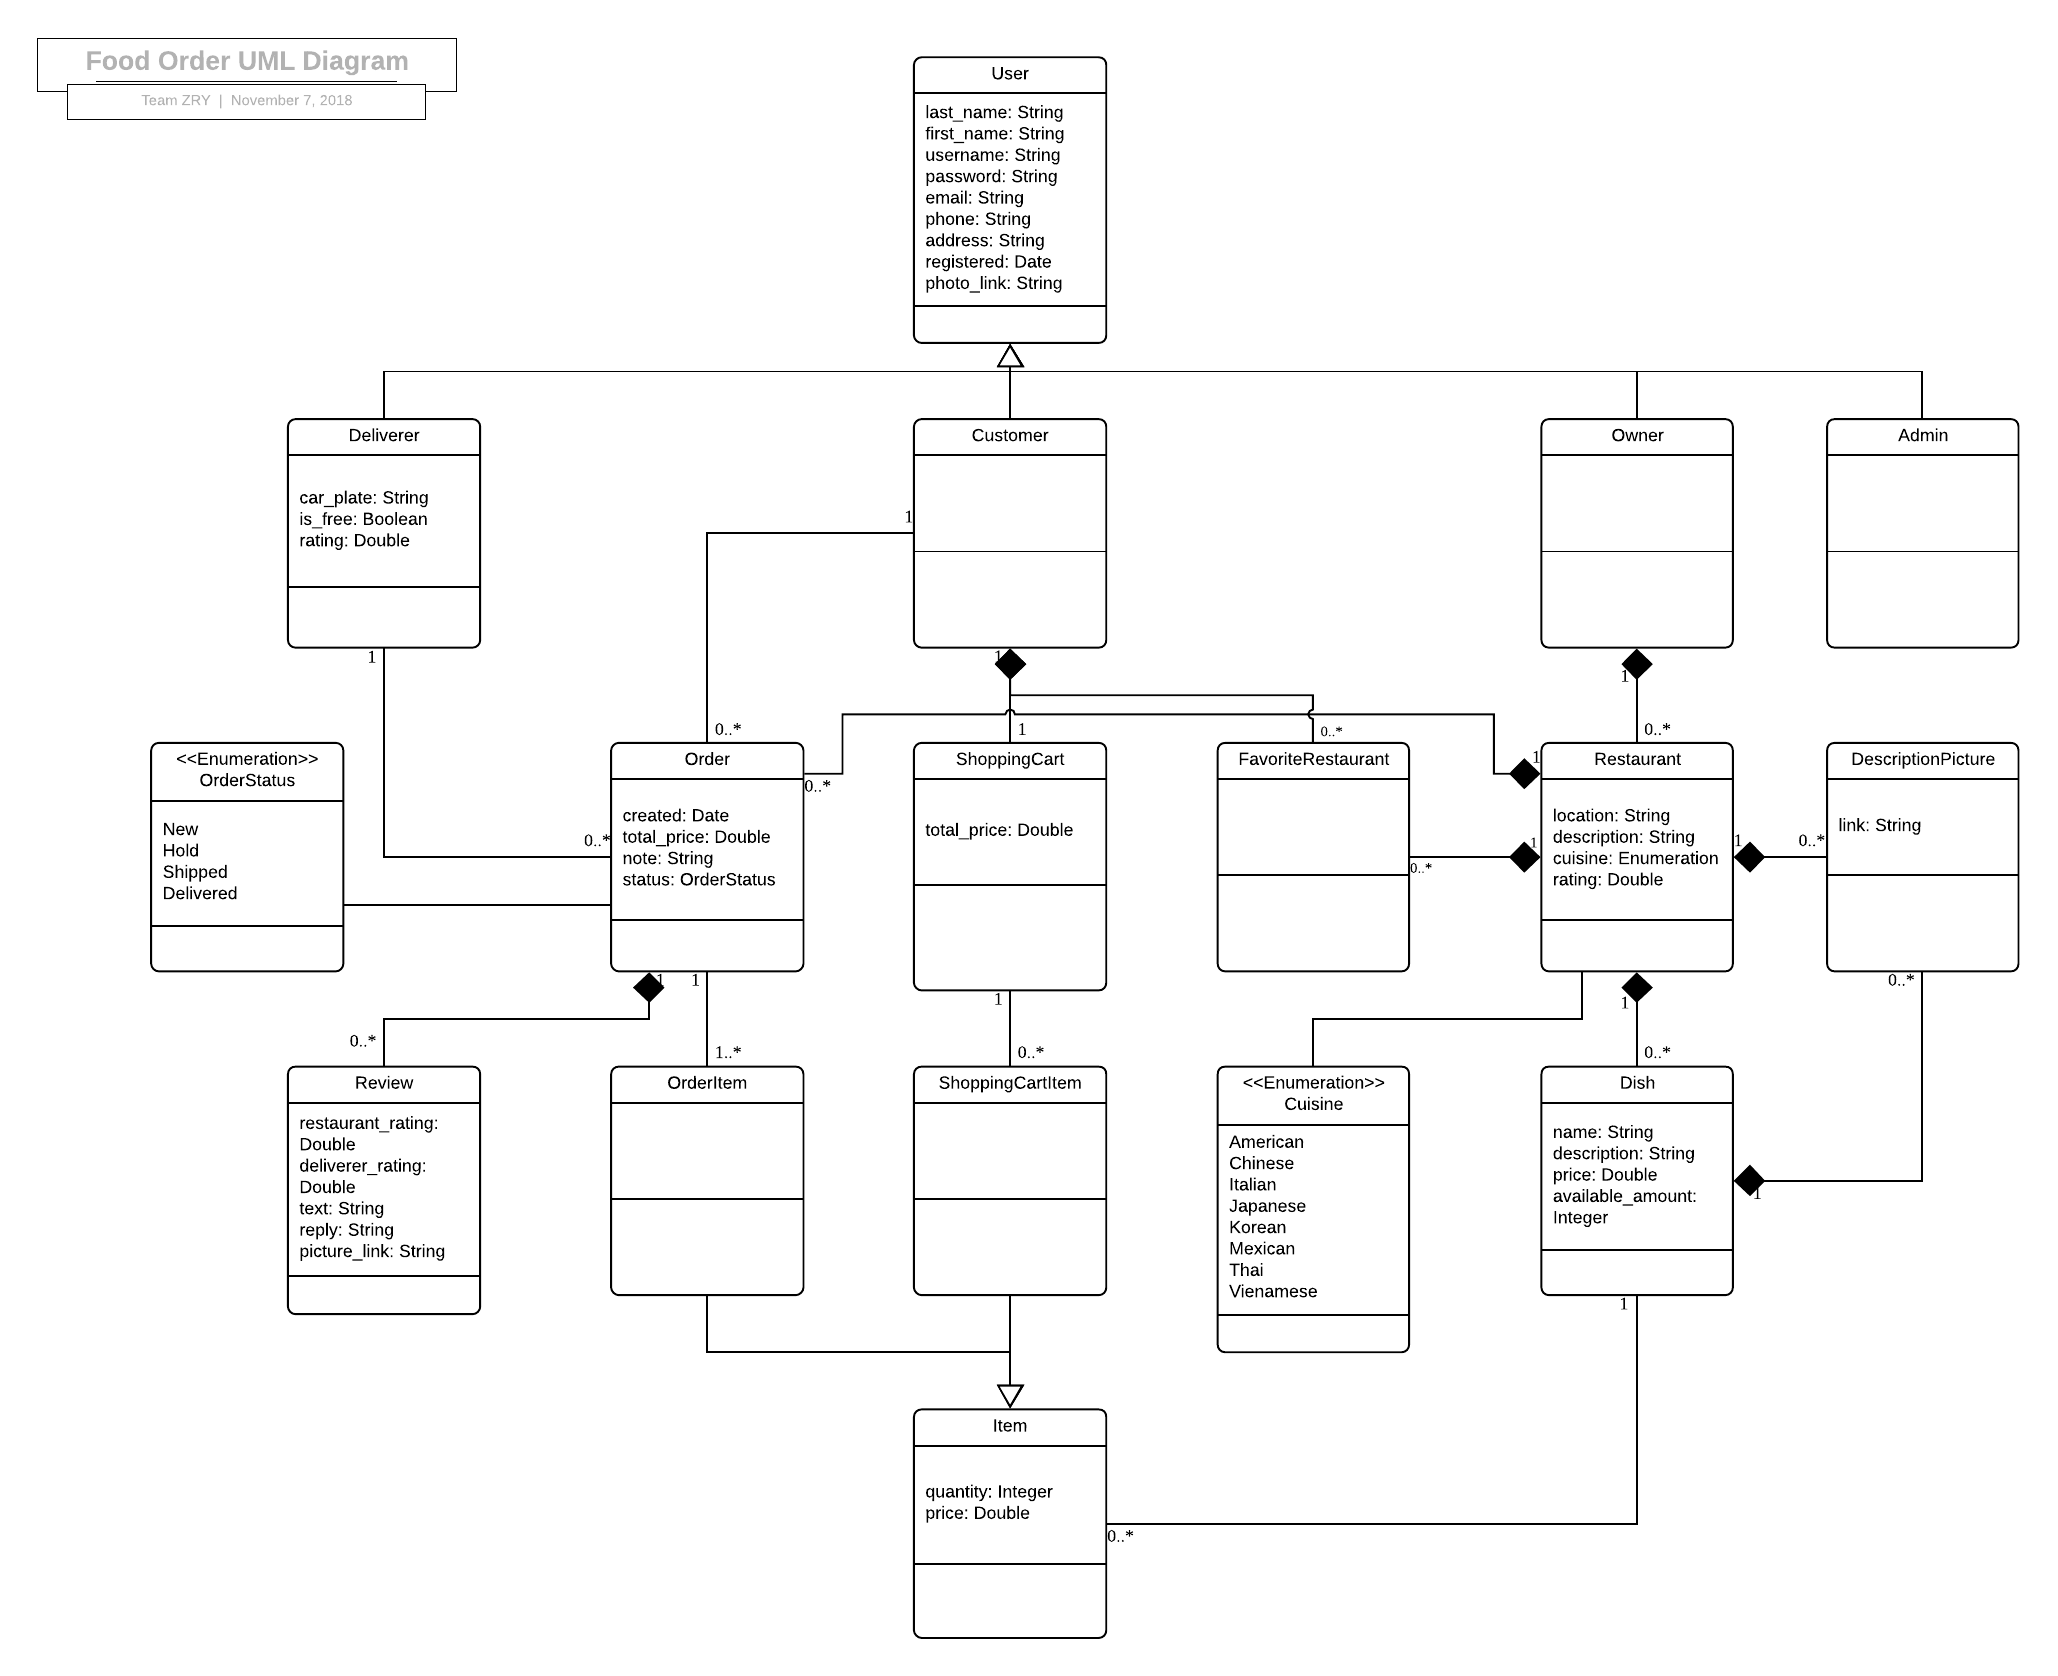 Food Order UML Diagram
Team ZRY | November 7, 2018
User
last_name: String
first_name: String
username: String
password: String
email: String
phone: String
address: String
registered: Date
photo_link: String
Deliverer
car_plate: String
is_free: Boolean
rating: Double
Customer
Owner
Admin
1
1
1
1
0..*
0..*
1
0..*
0..*
<<Enumeration>>
OrderStatus
New
Hold
Shipped
Delivered
0..*
Order
created: Date
total_price: Double
note: String
status: OrderStatus
0..*
ShoppingCart
total_price: Double
FavoriteRestaurant
0..*
1
1
Restaurant
location: String
description: String
cuisine: Enumeration
rating: Double
1
0..*
DescriptionPicture
link: String
1
1
1
1
0..*
0..*
1..*
0..*
0..*
Review
restaurant_rating:
Double
deliverer_rating:
Double
text: String
reply: String
picture_link: String
OrderItem
ShoppingCartItem
<<Enumeration>>
Cuisine
American
Chinese
Italian
Japanese
Korean
Mexican
Thai
Vienamese
Dish
name: String
description: String
price: Double
available_amount:
Integer
1
1
Item
quantity: Integer
price: Double
0..*